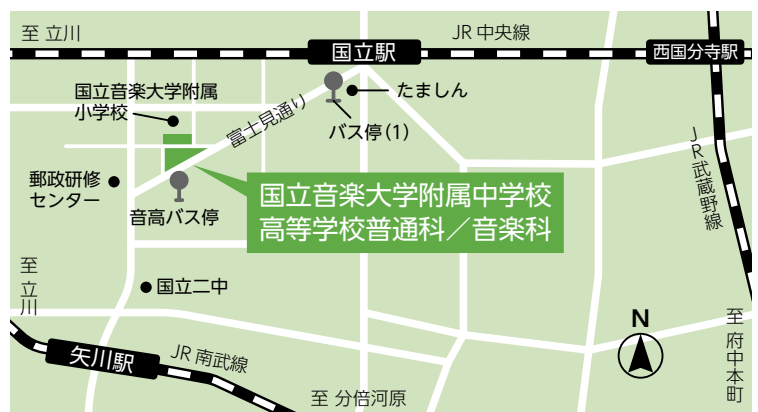 至 立川
国立駅
JR 中央線
西国分寺駅
国立音楽大学附属
小学校
たましん
バス停(1)
富士見通り
JR武蔵野線
郵政研修
センター
音高バス停
国立音楽大学附属中学校
高等学校普通科／音楽科
至 立川
国立二中
矢川駅
JR 南武線
至 分倍河原
N
至 府中本町